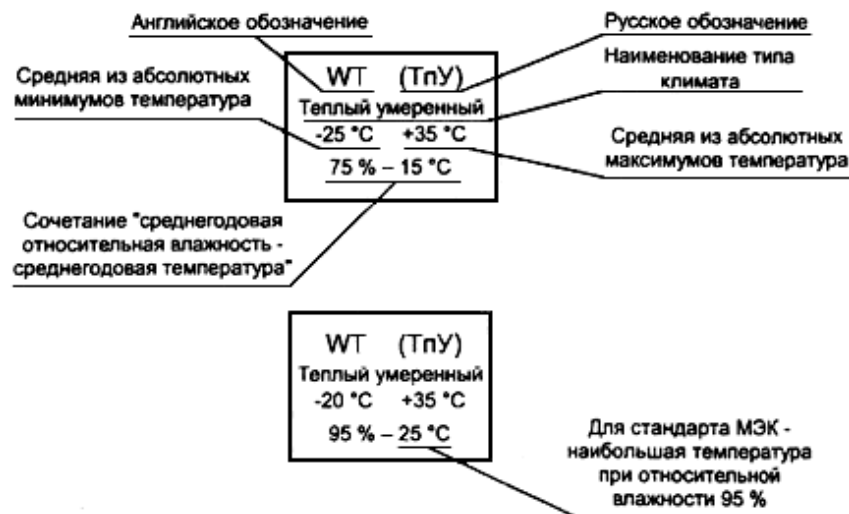 Английское обозначение
Русское обозначение
Средняя из абсолютных
минимумов температура
WT (ТпУ)
Теплый умеренный
-25 °С +35 °С
75 % – 15 °С
Наименование типа
климата
Средняя из абсолютных
максимумов температура
Сочетание "среднегодовая
относительная влажность -
среднегодовая температура"
WT (ТпУ)
Теплый умеренный
-20 °С +35 °С
95 % – 25 °С
Для стандарта МЭК -
наибольшая температура
при относительной
влажности 95 %